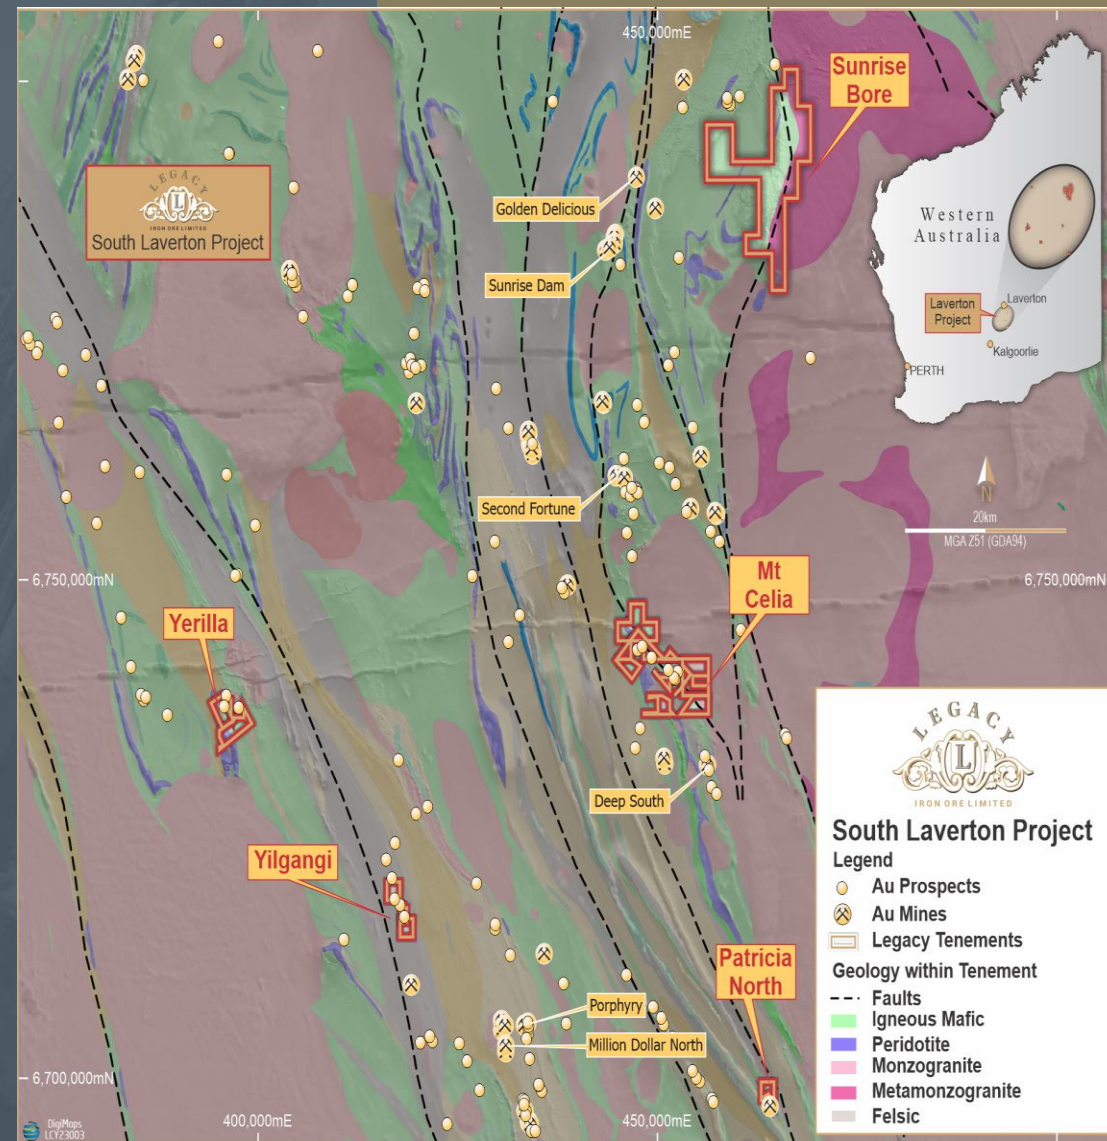 450,000mE
Sunrise
Bore
LEGACY
L
IRON ORE LIMITED
South Laverton Project
Golden Delicious
Sunrise Dam
Western
Australia
Laverton
Project
Laverton
Kalgoorlie
PERTH
Second Fortune
N
20km
MGA Z51 (GDA94)
6,750,000mN
6,750,000mN
Mt
Celia
Yerilla
Deep South
Yilgangi
Patricia
North
Porphyry
Million Dollar North
6,700,000mN
400,000mE
450,000mE
DigiMaps
LCY23003
LEGACY
L
IRON ORE LIMITED
South Laverton Project
Legend
Au Prospects
Au Mines
Legacy Tenements
Geology within Tenement
Faults
Igneous Mafic
Peridotite
Monzogranite
Metamonzogranite
Felsic